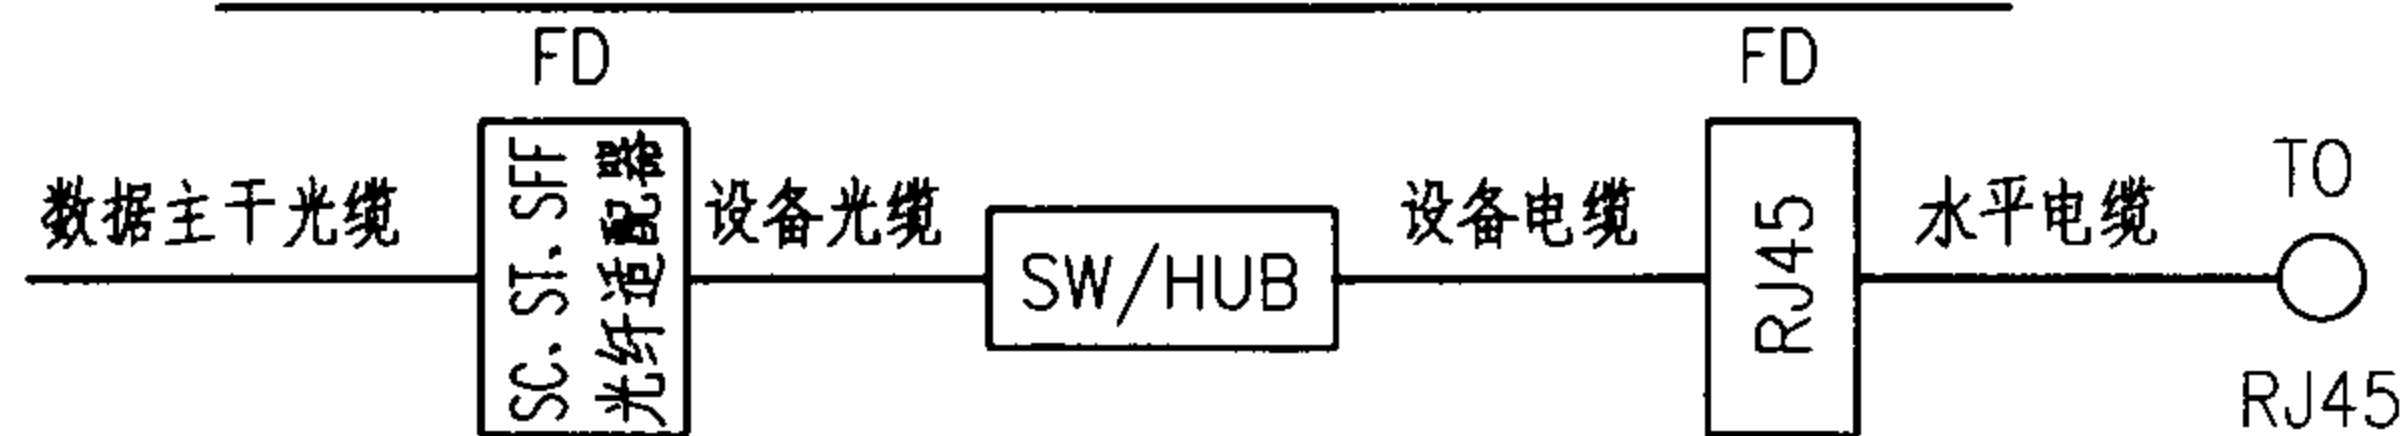 FD
FD
数据主干光缆
SC. ST. SFF
光纤适配器
设备光缆
SW/HUB
设备电缆
RJ45
水平电缆
TO
RJ45